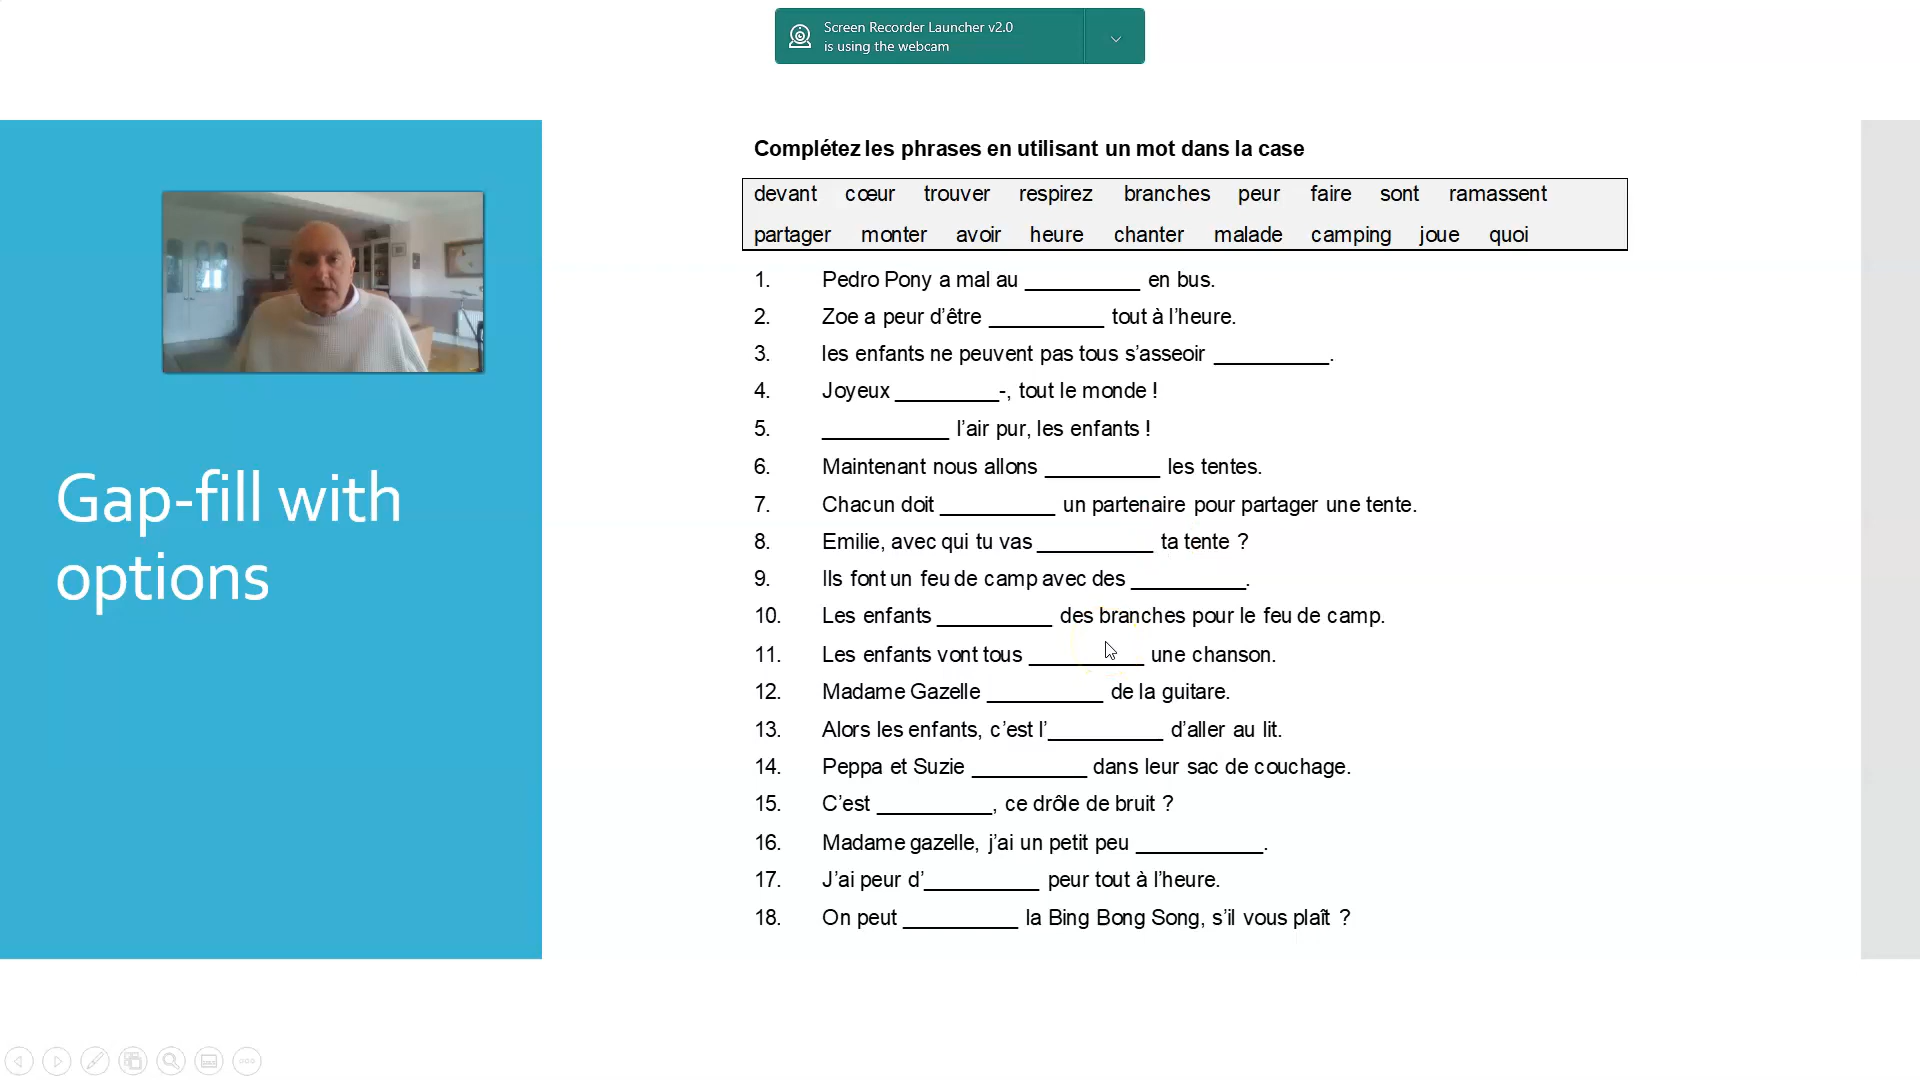 Screen Recorder Launcher v2.0
is using the webcam
Gap-fill with
options
Complétez les phrases en utilisant un mot dans la case
devant cœur trouver respirez branches peur faire sont ramassent
partager monter avoir heure chanter malade camping joue quoi
1. Pedro Pony a mal au __________ en bus.
2. Zoe a peur d’être __________ tout à l’heure.
3. les enfants ne peuvent pas tous s’asseoir __________.
4. Joyeux _________-, tout le monde !
5. ___________ l’air pur, les enfants !
6. Maintenant nous allons __________ les tentes.
7. Chacun doit __________ un partenaire pour partager une tente.
8. Emilie, avec qui tu vas __________ ta tente ?
9. Ils font un feu de camp avec des __________.
10. Les enfants __________ des branches pour le feu de camp.
11. Les enfants vont tous __________ une chanson.
12. Madame Gazelle __________ de la guitare.
13. Alors les enfants, c’est l’__________ d’aller au lit.
14. Peppa et Suzie __________ dans leur sac de couchage.
15. C’est __________, ce drôle de bruit ?
16. Madame gazelle, j’ai un petit peu ___________.
17. J’ai peur d’__________ peur tout à l’heure.
18. On peut __________ la Bing Bong Song, s’il vous plaît ?